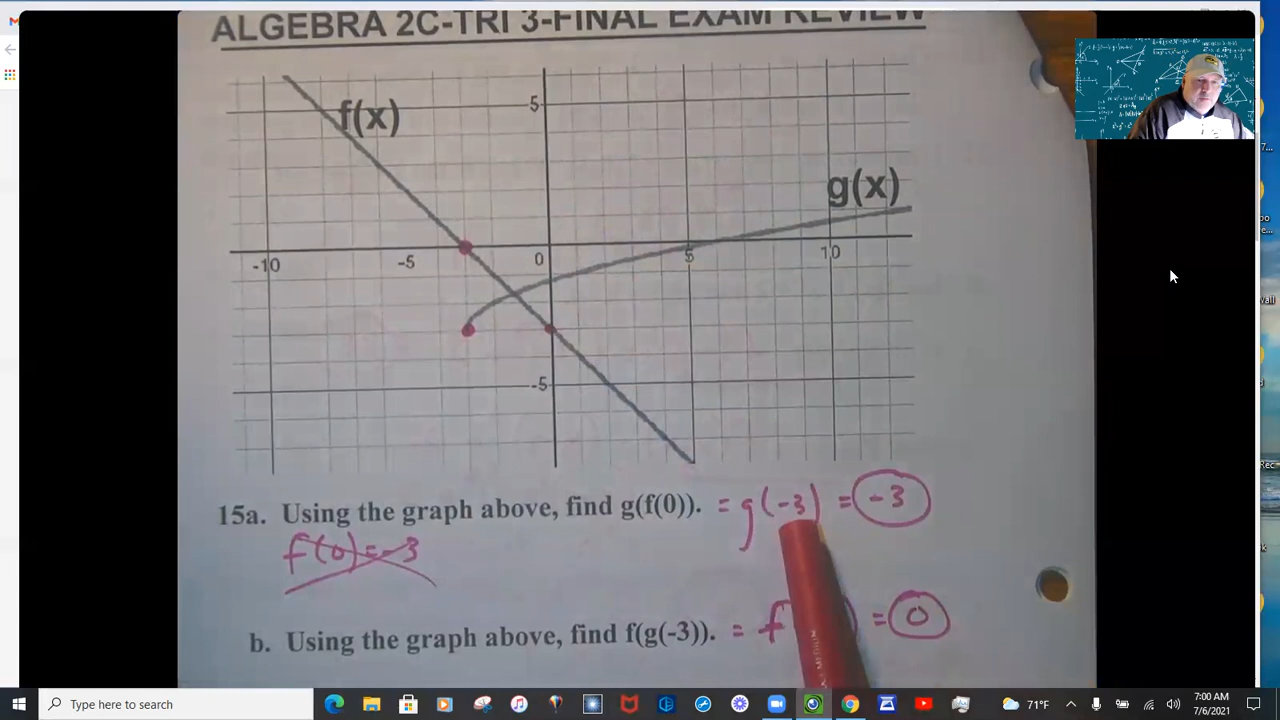 ALGEBRA 2C-TRI 3-FINAL EXAM REVIEW
f(x)
5
g(x)
-10
-5
0
5
10
-5
15a. Using the graph above, find g(f(0)). = g(-3) = -3
f(0)=-3
b. Using the graph above, find f(g(-3)). = f = 0
Type here to search
71°F
7:00 AM
7/6/2021